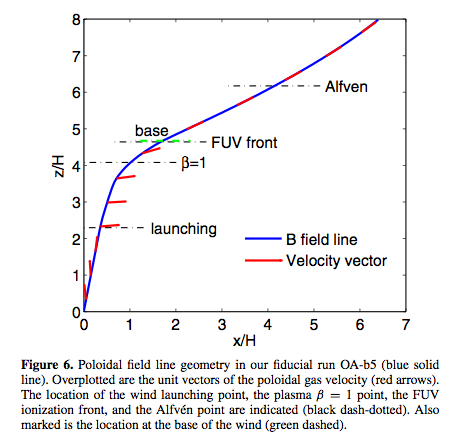 8
7
6
5
4
3
2
1
0
z/H
Alfven
base
FUV front
β=1
launching
B field line
Velocity vector
0 1 2 3 4 5 6 7
x/H
Figure 6. Poloidal field line geometry in our fiducial run OA-b5 (blue solid
line). Overplotted are the unit vectors of the poloidal gas velocity (red arrows).
The location of the wind launching point, the plasma β = 1 point, the FUV
ionization front, and the Alfvén point are indicated (black dash-dotted). Also
marked is the location at the base of the wind (green dashed).